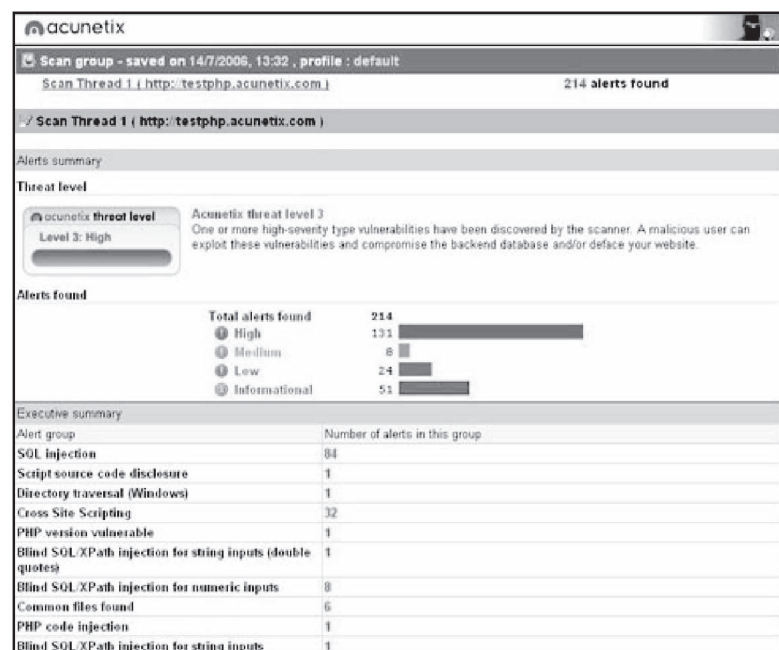 acunetix
Scan group - saved on 14/7/2006, 13:32 , profile : default
Scan Thread 1 ( http://testphp.acunetix.com ) 214 alerts found
Scan Thread 1 ( http://testphp.acunetix.com )
Alerts summary
Threat level
acunetix threat level
Level 3: High
Acunetix threat level 3
One or more high-severity type vulnerabilities have been discovered by the scanner. A malicious user can
exploit these vulnerabilities and compromise the backend database and/or deface your website.
Alerts found
Total alerts found 214
High 131
Medium 8
Low 24
Informational 51
Executive summary
Alert group Number of alerts in this group
SQL injection 84
Script source code disclosure 1
Directory traversal (Windows) 1
Cross Site Scripting 32
PHP version vulnerable 1
Blind SQL/XPath injection for string inputs (double 1
quotes)
Blind SQL/XPath injection for numeric inputs 8
Common files found 6
PHP code injection 1
Blind SQL/XPath injection for string inputs 1